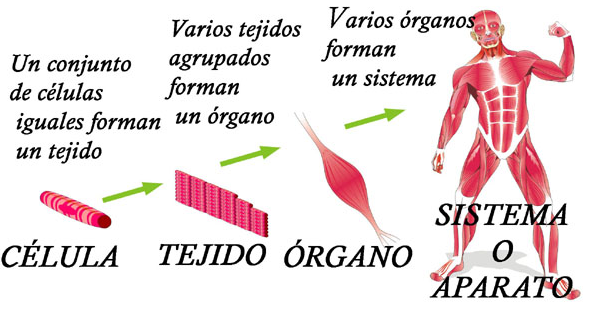 Un conjunto
de células
iguales forman
un tejido
Varios tejidos
agrupados
forman
un órgano
Varios órganos
forman
un sistema
CÉLULA
TEJIDO
ÓRGANO
SISTEMA
O
APARATO